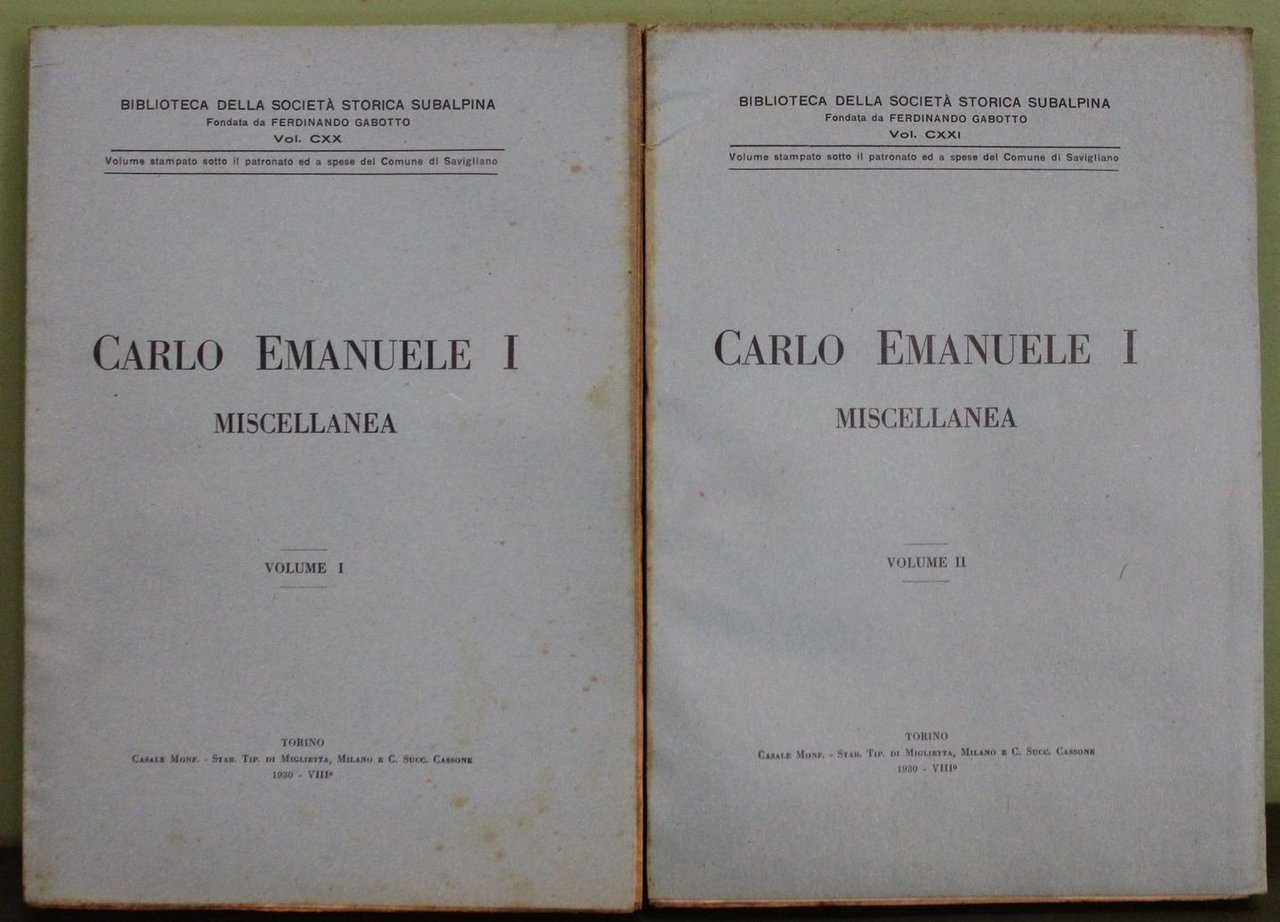 BIBLIOTECA DELLA SOCIETÀ STORICA SUBALPINA
Fondata da FERDINANDO GABOTTO
Vol. CXX
Volume stampato sotto il patronato ed a spese del Comune di Savigliano
CARLO EMANUELE I
MISCELLANEA
VOLUME I
TORINO
CASALE MONF. - STAB. TIP. DI MIGLIETTA, MILANO E C. SUCC. CASSONE
1930 - VIIIº
BIBLIOTECA DELLA SOCIETÀ STORICA SUBALPINA
Fondata da FERDINANDO GABOTTO
Vol. CXXI
Volume stampato sotto il patronato ed a spese del Comune di Savigliano
CARLO EMANUELE I
MISCELLANEA
VOLUME II
TORINO
CASALE MONF. - STAB. TIP. DI MIGLIETTA, MILANO E C. SUCC. CASSONE
1930 - VIIIº